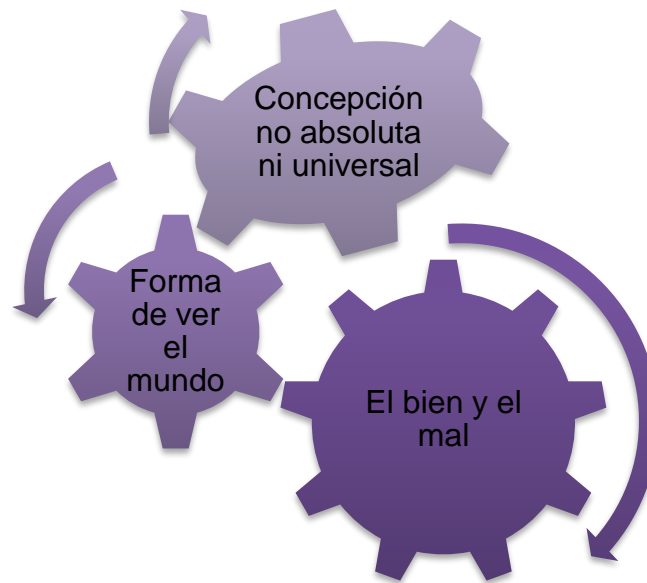 Concepción
no absoluta
ni universal
Forma
de ver
el
mundo
El bien y el
mal